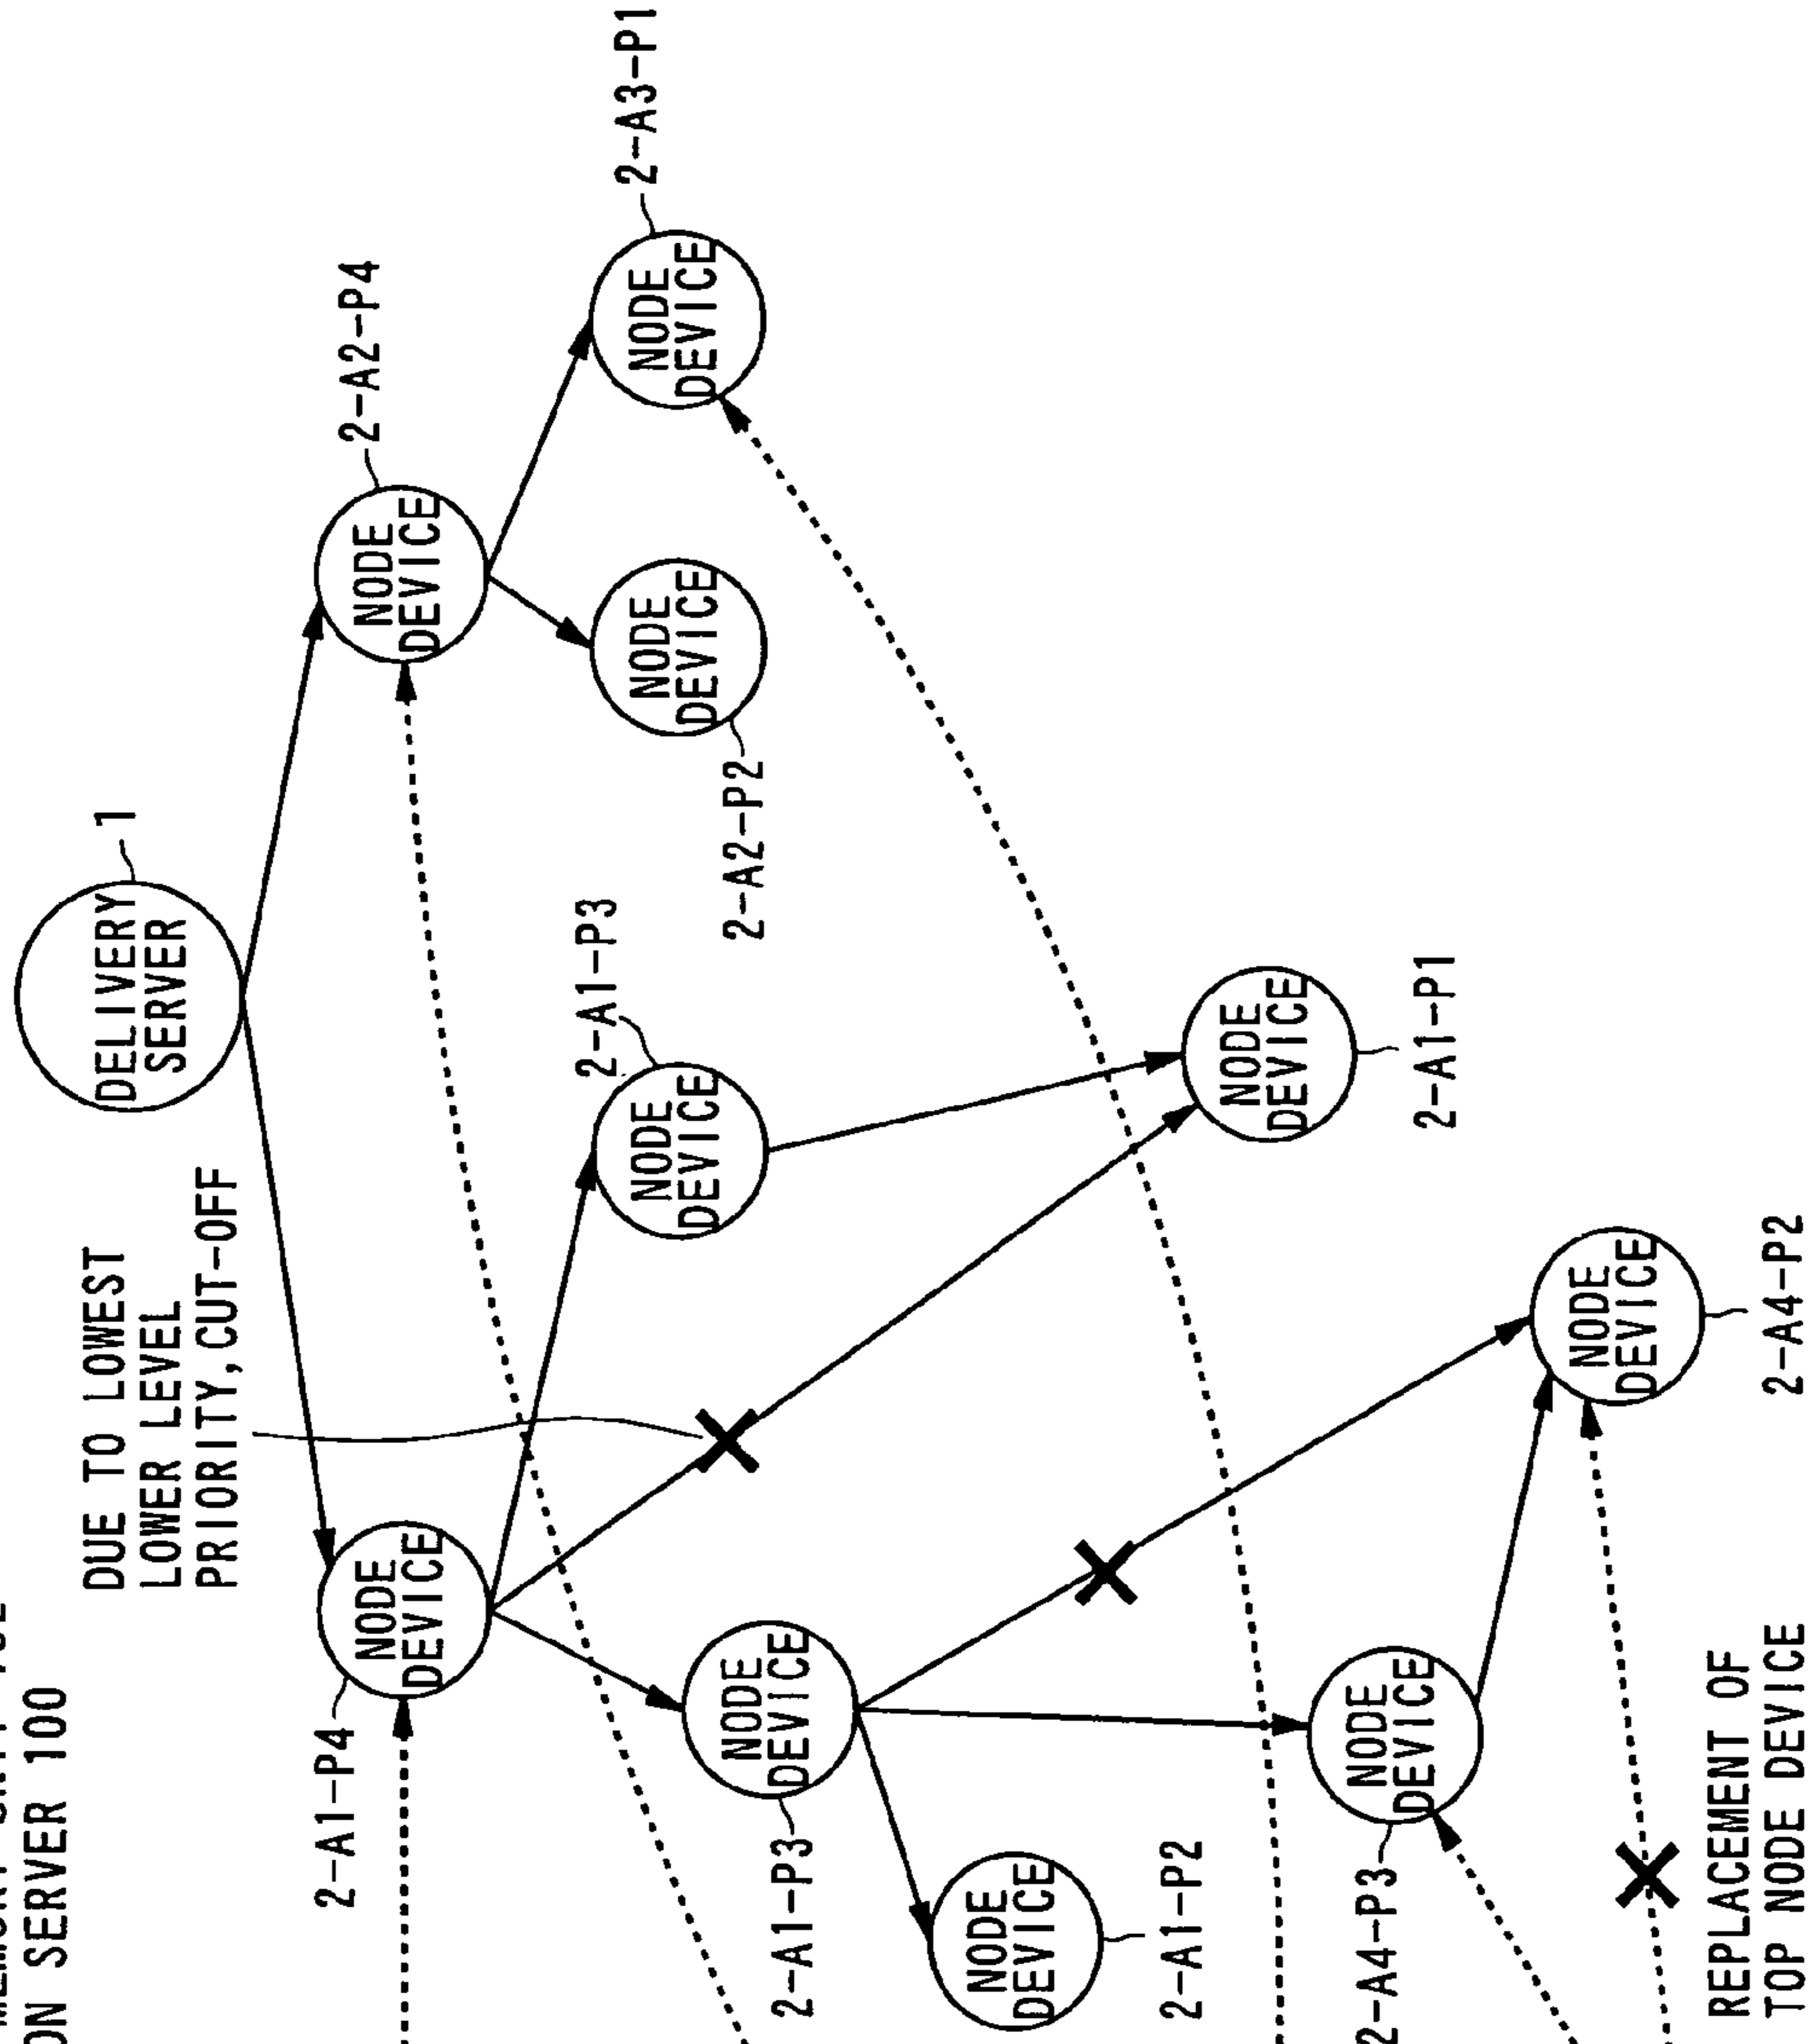 ON SERVER 100
DUE TO LOWEST
LOWER LEVEL
PRIORITY, CUT-OFF
DELIVERY
SERVER
1
NODE
DEVICE
2-A1-P4
NODE
DEVICE
2-A2-P4
NODE
DEVICE
2-A1-P3
NODE
DEVICE
2-A1-P3
NODE
DEVICE
2-A2-P2
NODE
DEVICE
2-A3-P1
NODE
DEVICE
2-A1-P2
NODE
DEVICE
2-A4-P3
NODE
DEVICE
2-A1-P1
NODE
DEVICE
2-A4-P2
REPLACEMENT OF
TOP NODE DEVICE